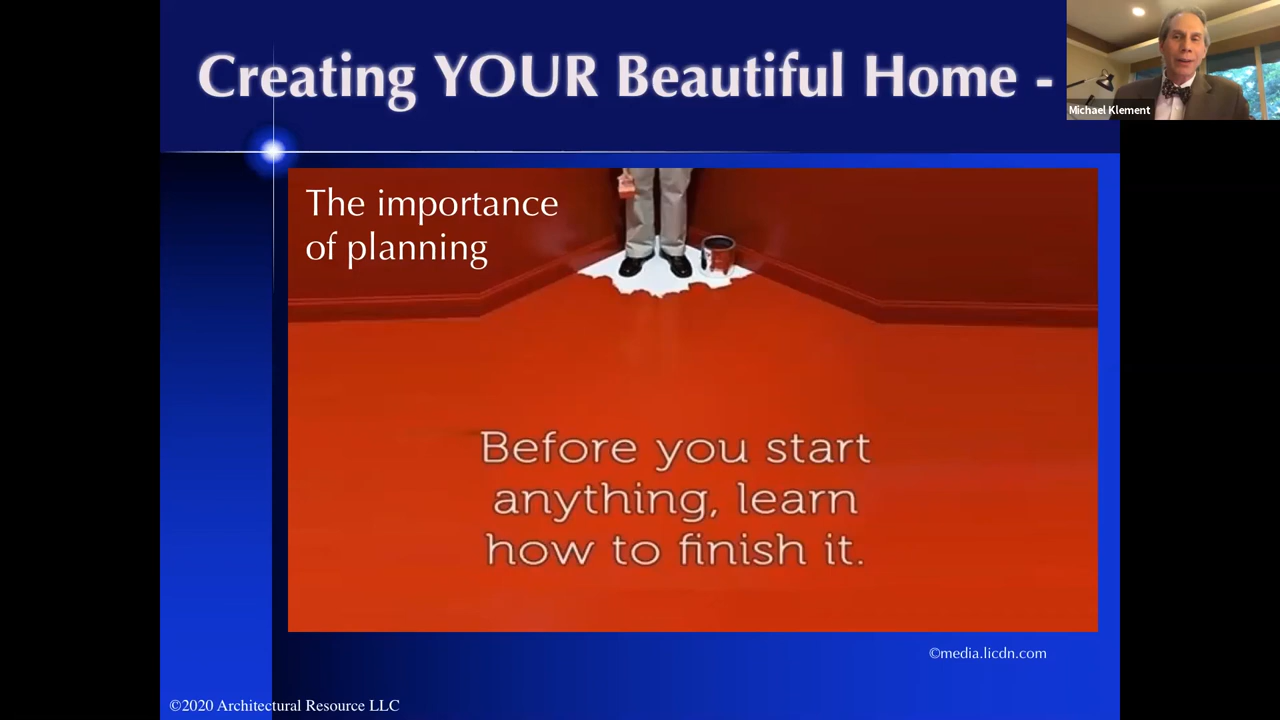 Creating YOUR Beautiful Home -
Michael Klement
The importance
of planning
Before you start
anything, learn
how to finish it.
©media.licdn.com
©2020 Architectural Resource LLC